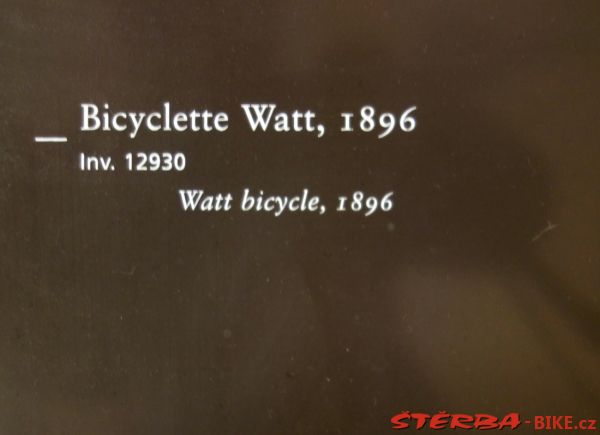 Bicyclette Watt, 1896
Inv. 12930
Watt bicycle, 1896
ŠTĚRBA-BIKE.cz